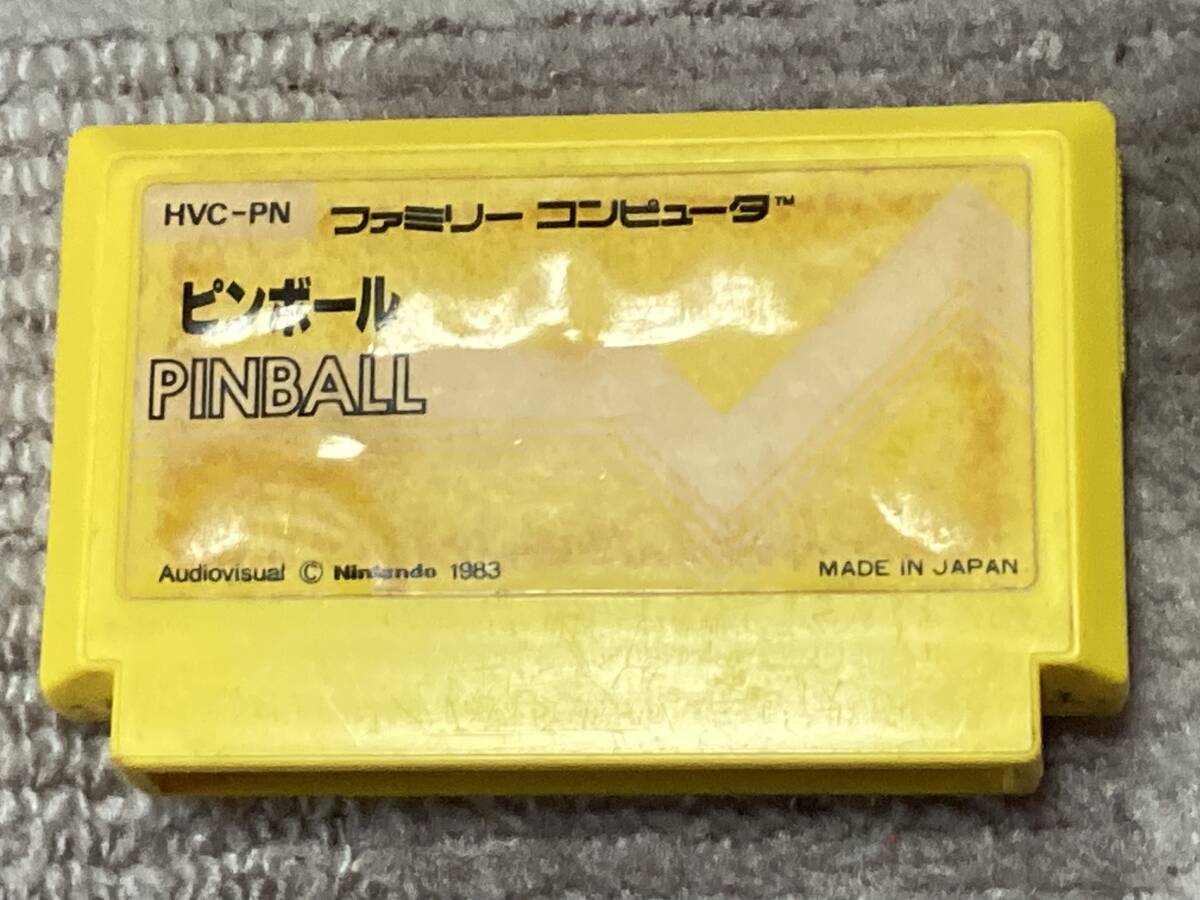 HVC-PN
ファミリー コンピュータ™
ピンボール
PINBALL
Audiovisual © Nintendo 1983
MADE IN JAPAN